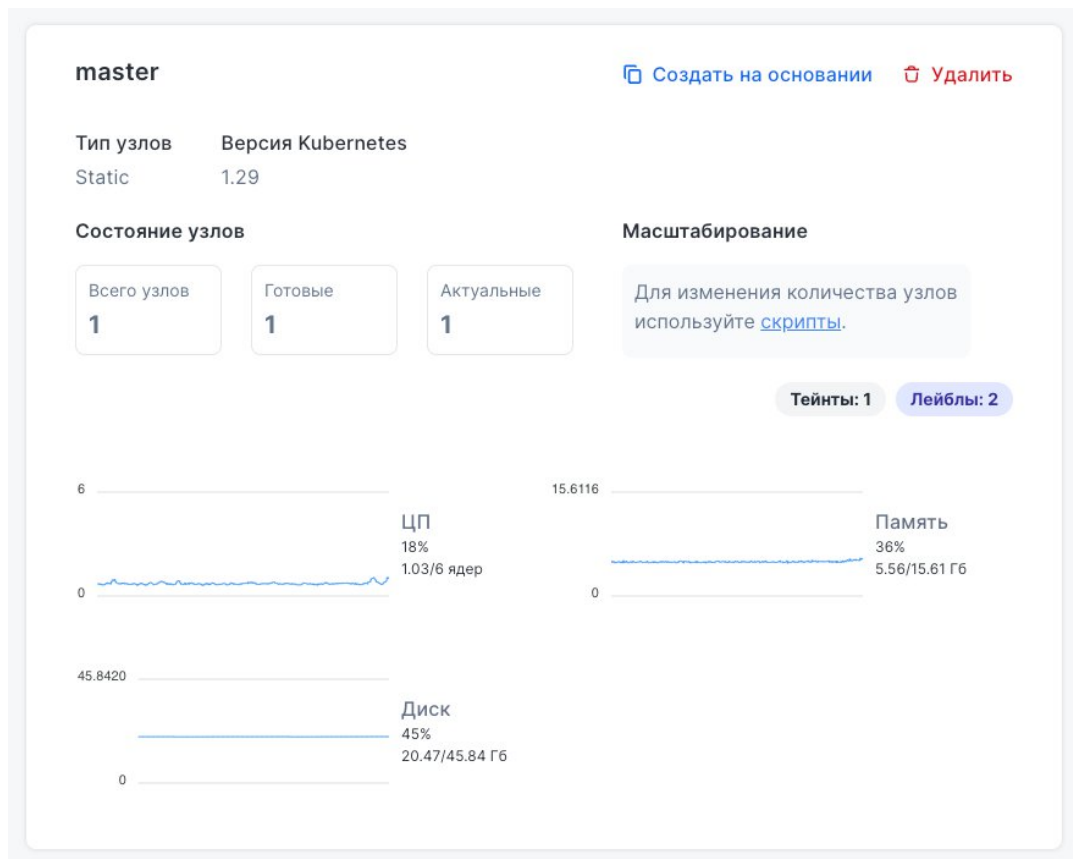 master
Создать на основании
Удалить
Тип узлов
Версия Kubernetes
Static
1.29
Состояние узлов
Масштабирование
Всего узлов
1
Готовые
1
Актуальные
1
Для изменения количества узлов
используйте скрипты.
Тейнты: 1
Лейблы: 2
6
0
ЦП
18%
1.03/6 ядер
15.6116
0
Память
36%
5.56/15.61 Гб
45.8420
0
Диск
45%
20.47/45.84 Гб